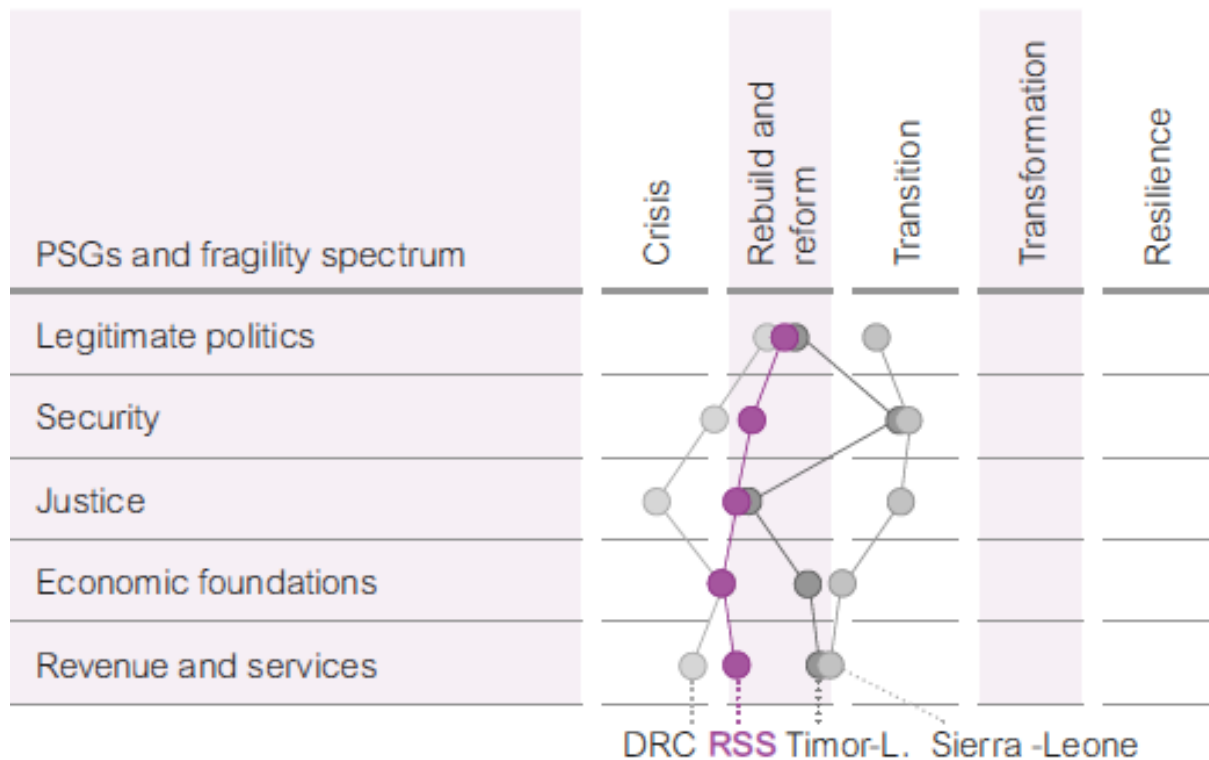 PSGs and fragility spectrum
Crisis
Rebuild and
reform
Transition
Transformation
Resilience
Legitimate politics
Security
Justice
Economic foundations
Revenue and services
DRC RSS Timor-L. Sierra -Leone